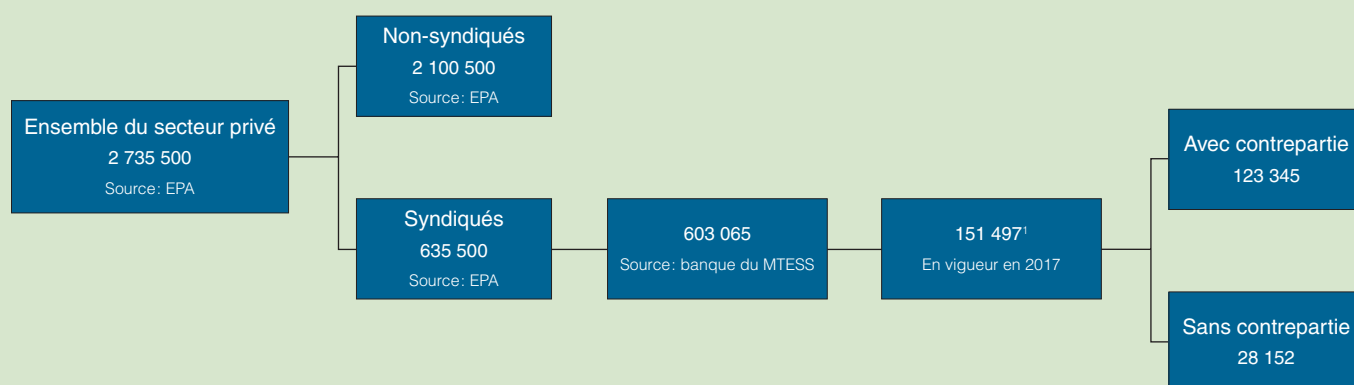 Ensemble du secteur privé
2 735 500
Source: EPA
Non-syndiqués
2 100 500
Source: EPA
Syndiqués
635 500
Source: EPA
603 065
Source: banque du MTESS
151 497¹
En vigueur en 2017
Avec contrepartie
123 345
Sans contrepartie
28 152